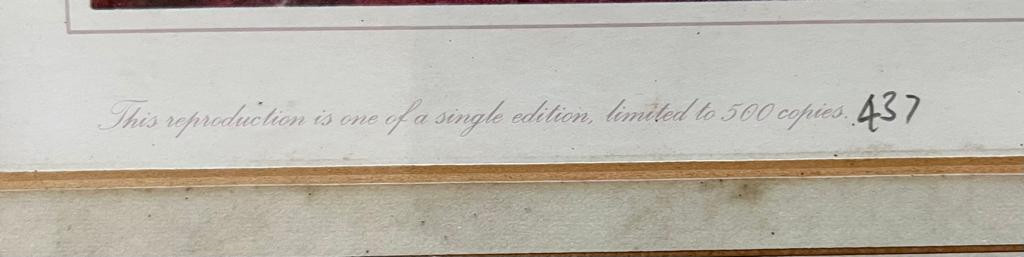 This reproduction is one of a single edition, limited to 500 copies. 437